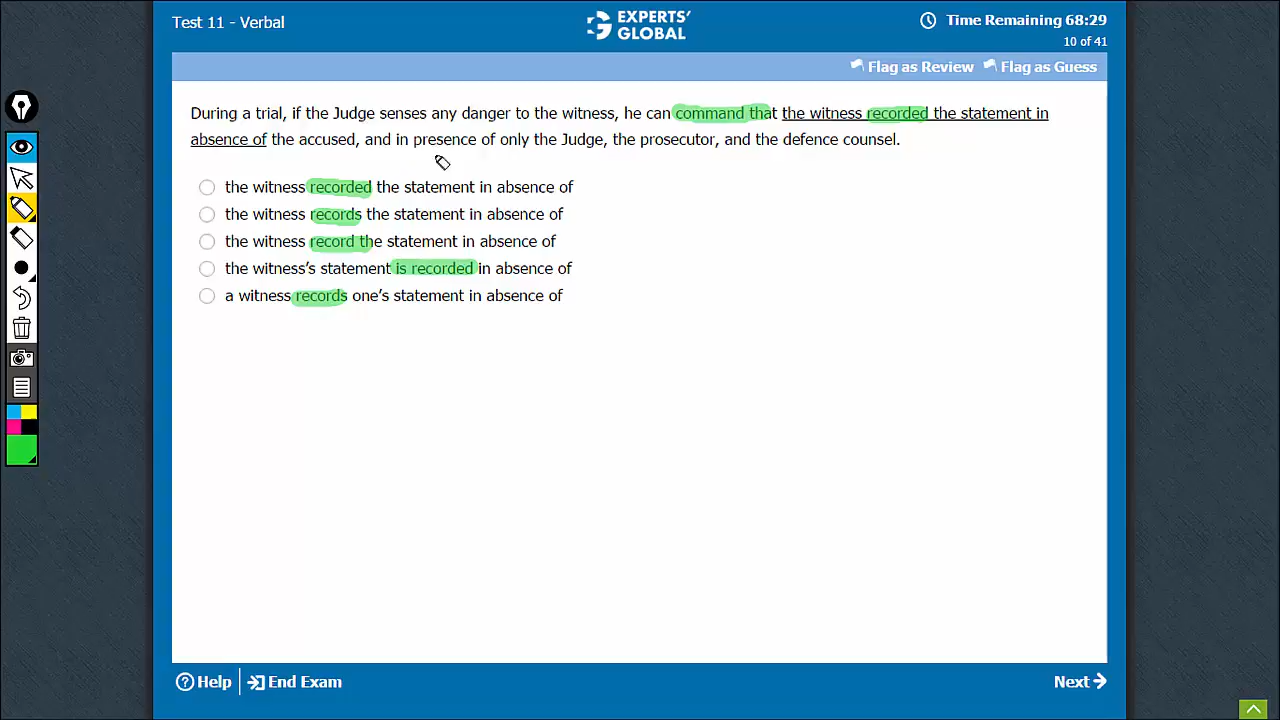 Test 11 - Verbal
EXPERTS'
GLOBAL
Time Remaining 68:29
10 of 41
Flag as Review
Flag as Guess
During a trial, if the Judge senses any danger to the witness, he can command that the witness recorded the statement in
absence of the accused, and in presence of only the Judge, the prosecutor, and the defence counsel.
the witness recorded the statement in absence of
the witness records the statement in absence of
the witness record the statement in absence of
the witness's statement is recorded in absence of
a witness records one's statement in absence of
Help
End Exam
Next